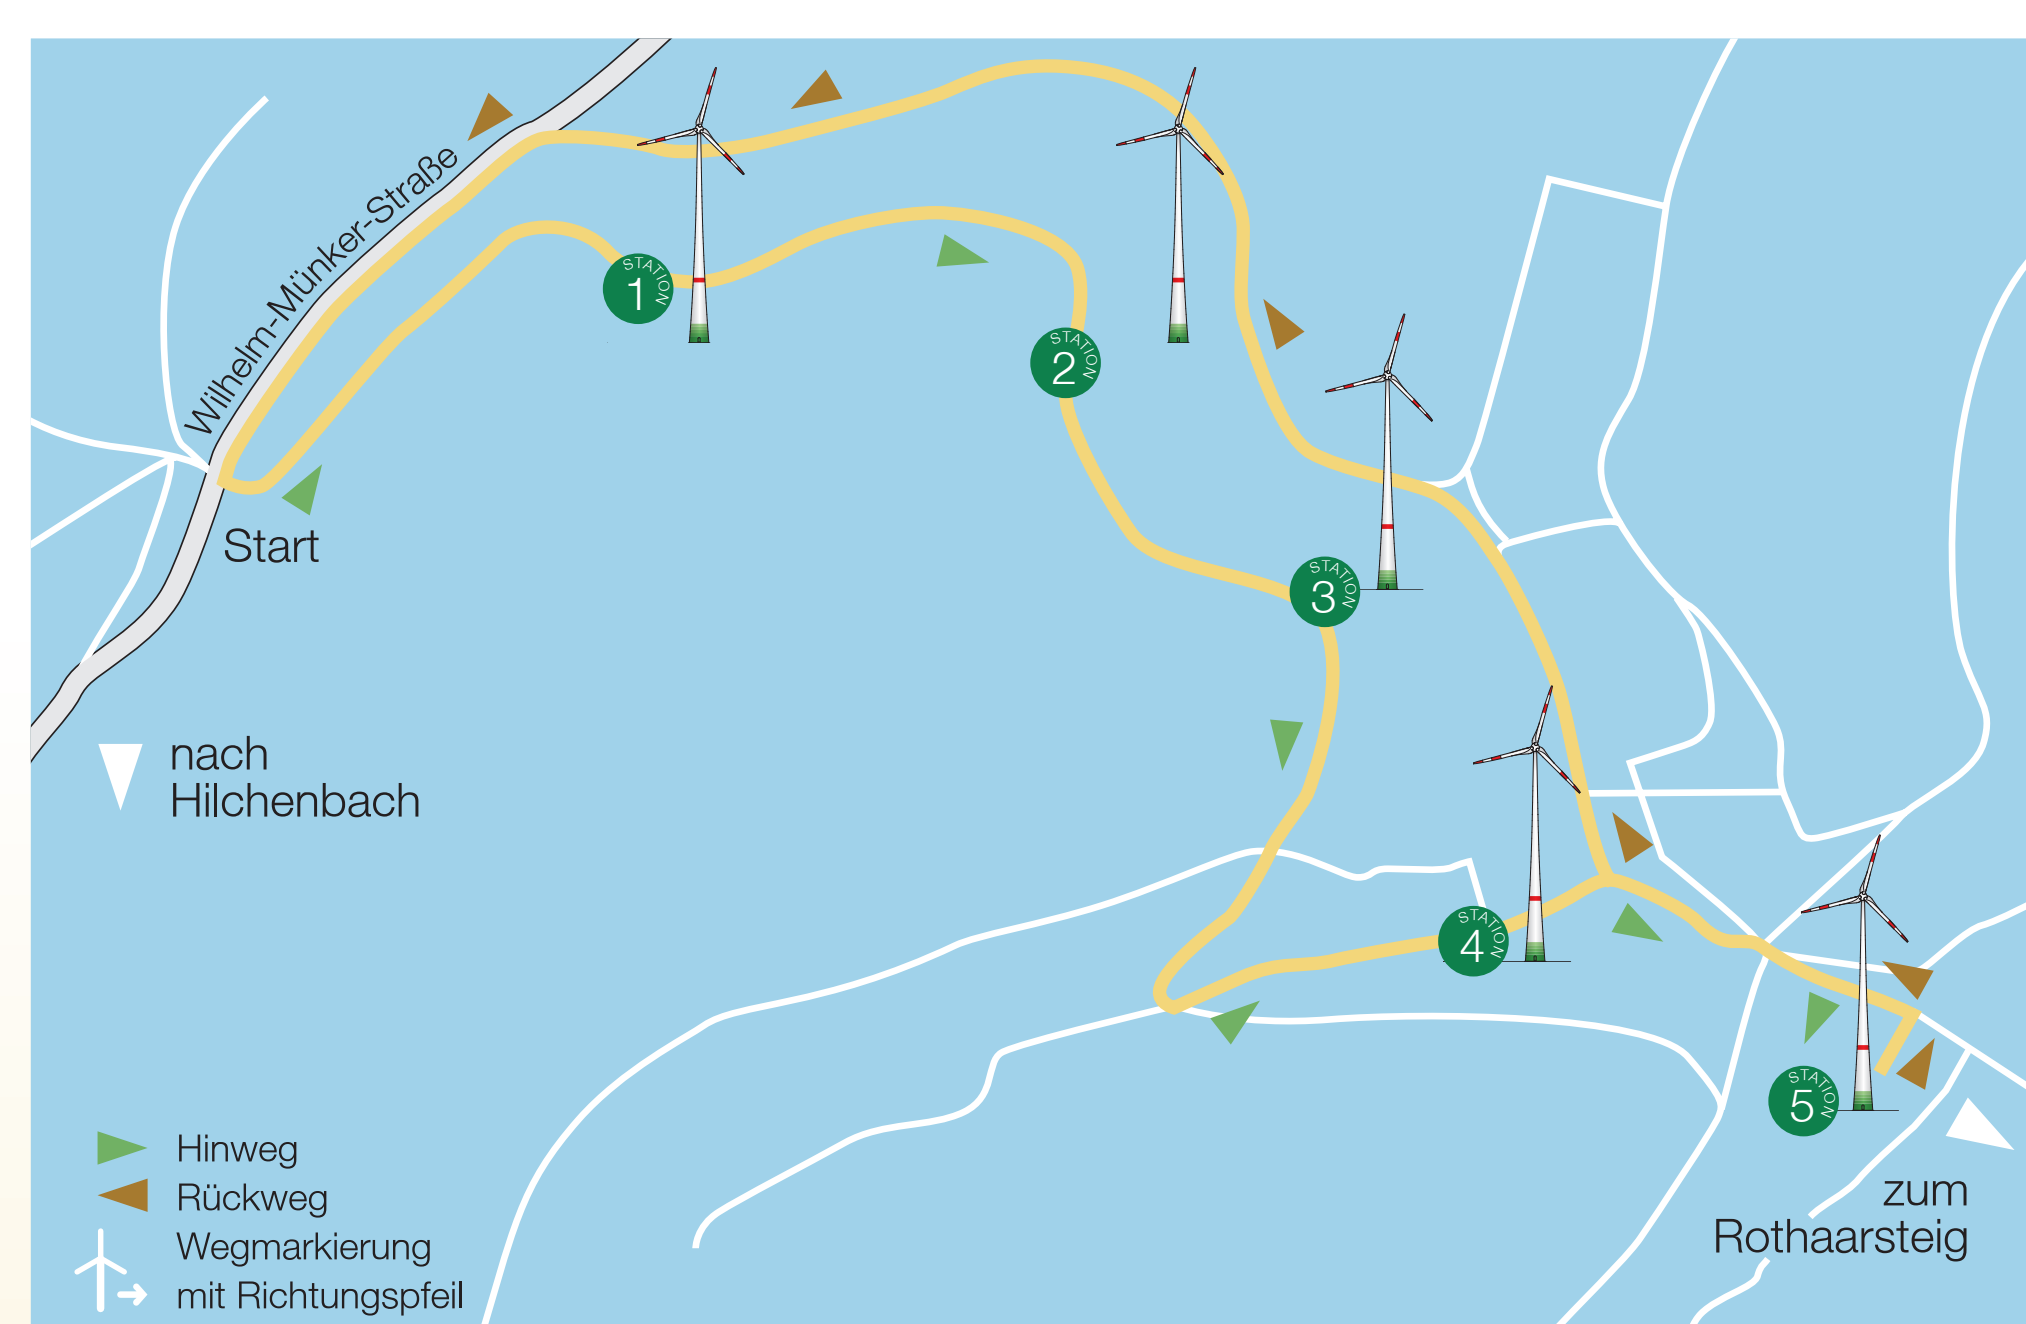 Wilhelm-Münker-Straße
STATION
1
STATION
2
Start
STATION
3
nach
Hilchenbach
STATION
4
STATION
5
Hinweg
Rückweg
Wegmarkierung
mit Richtungspfeil
zum
Rothaarsteig